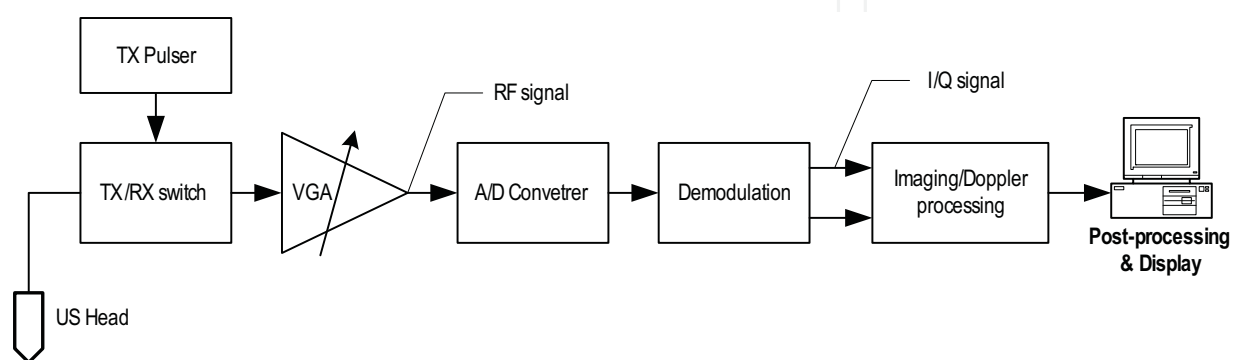 TX Pulser
RF signal
I/Q signal
TX/RX switch
VGA
A/D Convetrer
Demodulation
Imaging/Doppler
processing
Post-processing
& Display
US Head